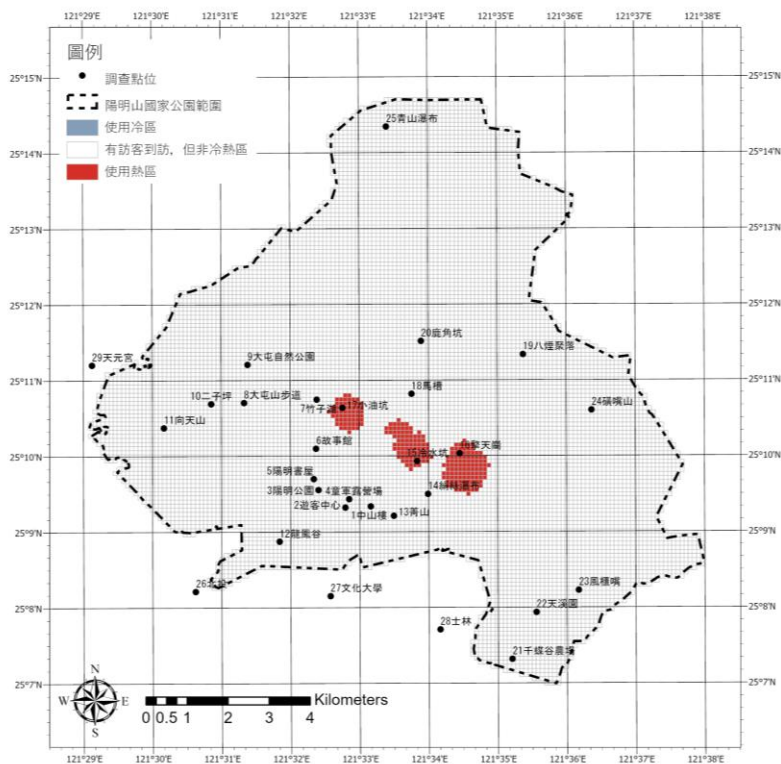 121°29'E 121°30'E 121°31'E 121°32'E 121°33'E 121°34'E 121°35'E 121°36'E 121°37'E 121°38'E
圖例
調查點位
陽明山國家公園範圍
使用冷區
有訪客到訪，但非冷熱區
使用熱區
25°15'N 25°15'N
25青山瀑布
25°14'N 25°14'N
25°13'N 25°13'N
25°12'N 25°12'N
20鹿角坑
19八煙聚落
29天元宮
9大屯自然公園
25°11'N 25°11'N
18馬槽
10二子坪
8大屯山步道
7竹子湖
17小油坑
24磺嘴山
11向天山
6故事館
16擎天崗
25°10'N 25°10'N
15冷水坑
5陽明書屋
3陽明公園
4童軍露營場
14絹絲瀑布
2遊客中心
1中山樓
13菁山
25°9'N 25°9'N
12龍鳳谷
26北投
27文化大學
23風櫃嘴
25°8'N 25°8'N
22天溪園
28士林
21千蝶谷農場
25°7'N 25°7'N
N
W E
S
Kilometers
0 0.5 1 2 3 4
121°29'E 121°30'E 121°31'E 121°32'E 121°33'E 121°34'E 121°35'E 121°36'E 121°37'E 121°38'E